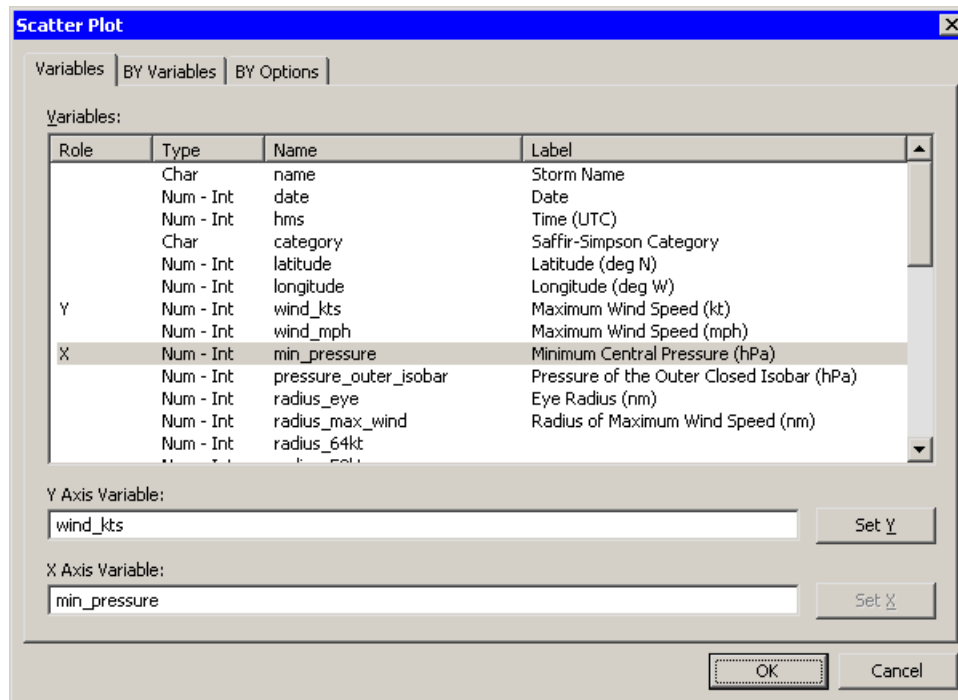 Scatter Plot
Variables BY Variables BY Options
Variables:
Role Type Name Label
Char name Storm Name
Num - Int date Date
Num - Int hms Time (UTC)
Char category Saffir-Simpson Category
Num - Int latitude Latitude (deg N)
Num - Int longitude Longitude (deg W)
Y Num - Int wind_kts Maximum Wind Speed (kt)
Num - Int wind_mph Maximum Wind Speed (mph)
X Num - Int min_pressure Minimum Central Pressure (hPa)
Num - Int pressure_outer_isobar Pressure of the Outer Closed Isobar (hPa)
Num - Int radius_eye Eye Radius (nm)
Num - Int radius_max_wind Radius of Maximum Wind Speed (nm)
Num - Int radius_64kt
Y Axis Variable:
wind_kts Set Y
X Axis Variable:
min_pressure Set X
OK Cancel